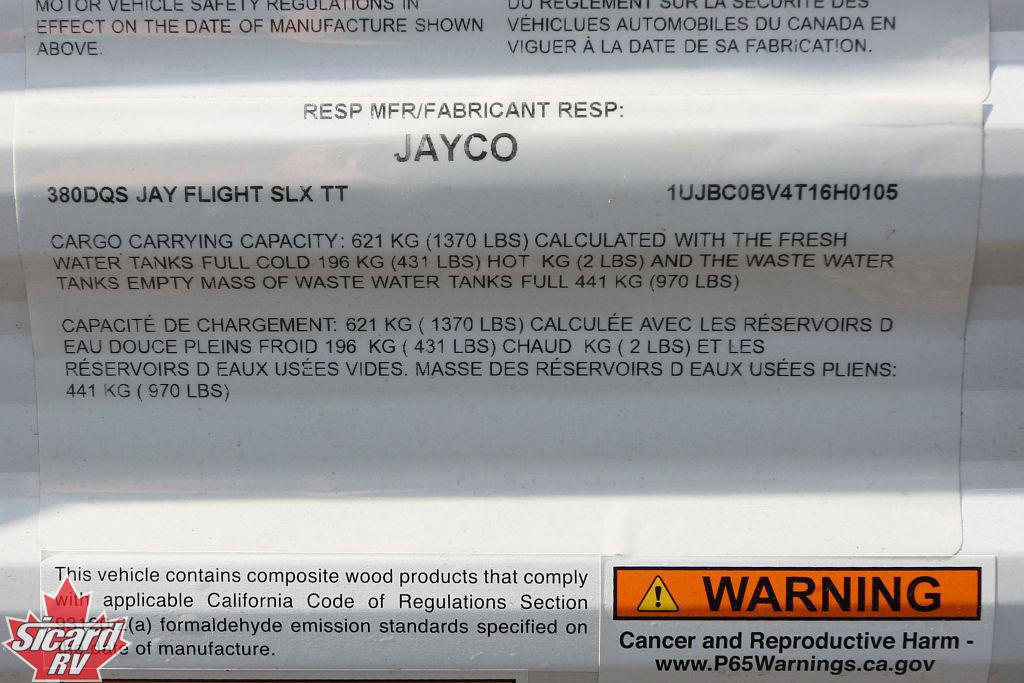 MOTOR VEHICLE SAFETY REGULATIONS IN
EFFECT ON THE DATE OF MANUFACTURE SHOWN
ABOVE.
DU RÈGLEMENT SUR LA SÉCURITÉ DES
VÉHICLUES AUTOMOBILES DU CANADA EN
VIGUER À LA DATE DE SA FABRICATION.
RESP MFR/FABRICANT RESP:
JAYCO
380DQS JAY FLIGHT SLX TT 1UJBC0BV4T16H0105
CARGO CARRYING CAPACITY: 621 KG (1370 LBS) CALCULATED WITH THE FRESH
WATER TANKS FULL COLD 196 KG (431 LBS) HOT KG (2 LBS) AND THE WASTE WATER
TANKS EMPTY MASS OF WASTE WATER TANKS FULL 441 KG (970 LBS)
CAPACITÉ DE CHARGEMENT: 621 KG ( 1370 LBS) CALCULÉE AVEC LES RÉSERVOIRS D
EAU DOUCE PLEINS FROID 196 KG ( 431 LBS) CHAUD KG ( 2 LBS) ET LES
RÉSERVOIRS D EAUX USÉES VIDES. MASSE DES RÉSERVOIRS D EAUX USÉES PLIENS:
441 KG ( 970 LBS)
This vehicle contains composite wood products that comply
with applicable California Code of Regulations Section
(a) formaldehyde emission standards specified on
the date of manufacture.
WARNING
Cancer and Reproductive Harm -
www.P65Warnings.ca.gov
Sicard
RV